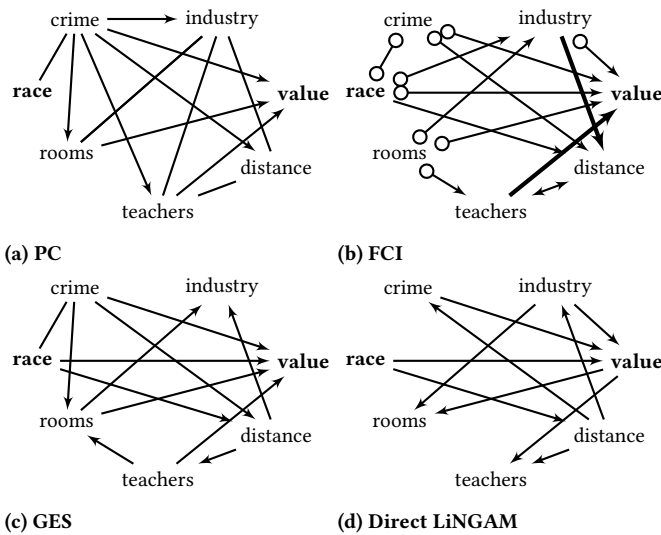 crime industry crime industry
race value race value
rooms rooms
distance distance
teachers teachers
(a) PC (b) FCI
crime industry crime industry
race value race value
rooms rooms
distance distance
teachers teachers
(c) GES (d) Direct LiNGAM